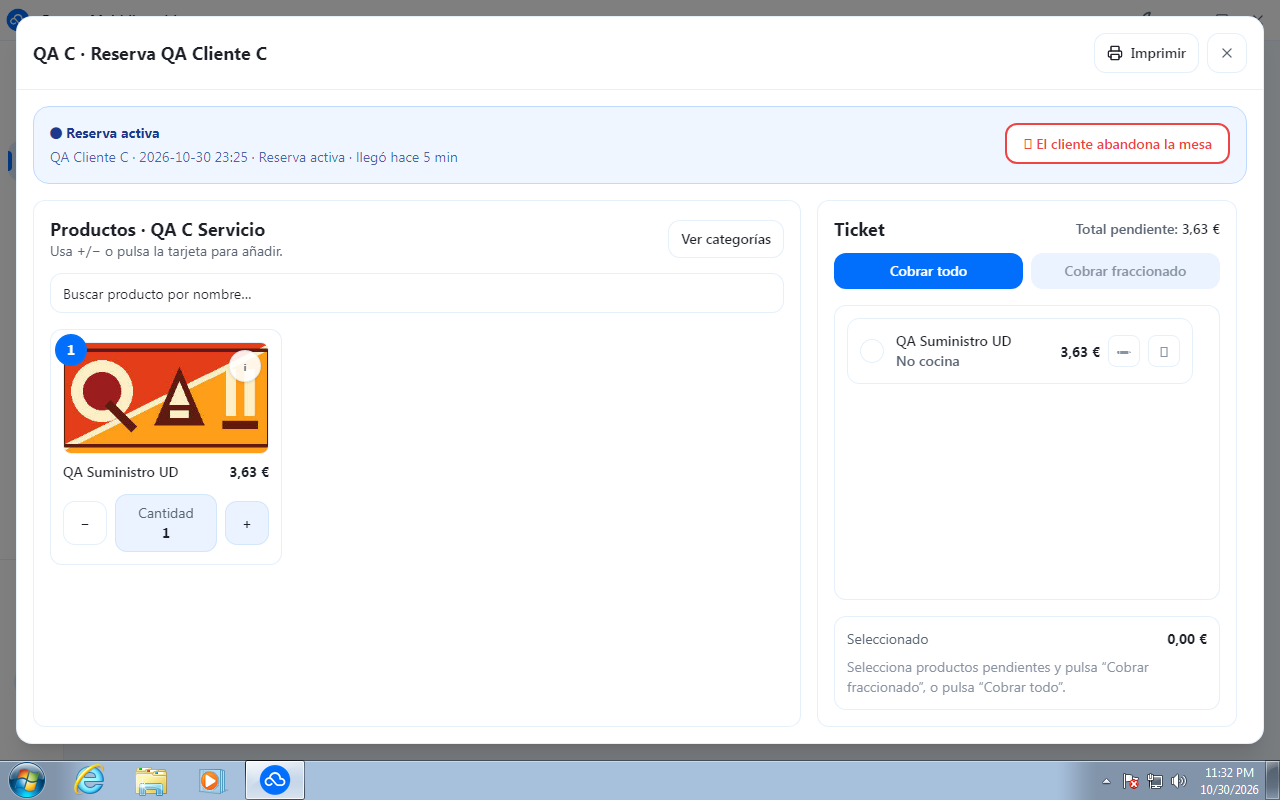 QA C · Reserva QA Cliente C
Imprimir
Reserva activa
QA Cliente C · 2026-10-30 23:25 · Reserva activa · llegó hace 5 min
El cliente abandona la mesa
Productos · QA C Servicio
Usa +/− o pulsa la tarjeta para añadir.
Ver categorías
Buscar producto por nombre...
1
i
QA Suministro UD
3,63 €
−
Cantidad
1
+
Ticket
Total pendiente: 3,63 €
Cobrar todo
Cobrar fraccionado
QA Suministro UD
No cocina
3,63 €
Seleccionado
0,00 €
Selecciona productos pendientes y pulsa “Cobrar
fraccionado”, o pulsa “Cobrar todo”.
11:32 PM
10/30/2026